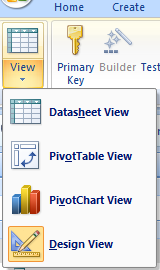 Home Create
View Primary Key Builder Test
Datasheet View
PivotTable View
PivotChart View
Design View